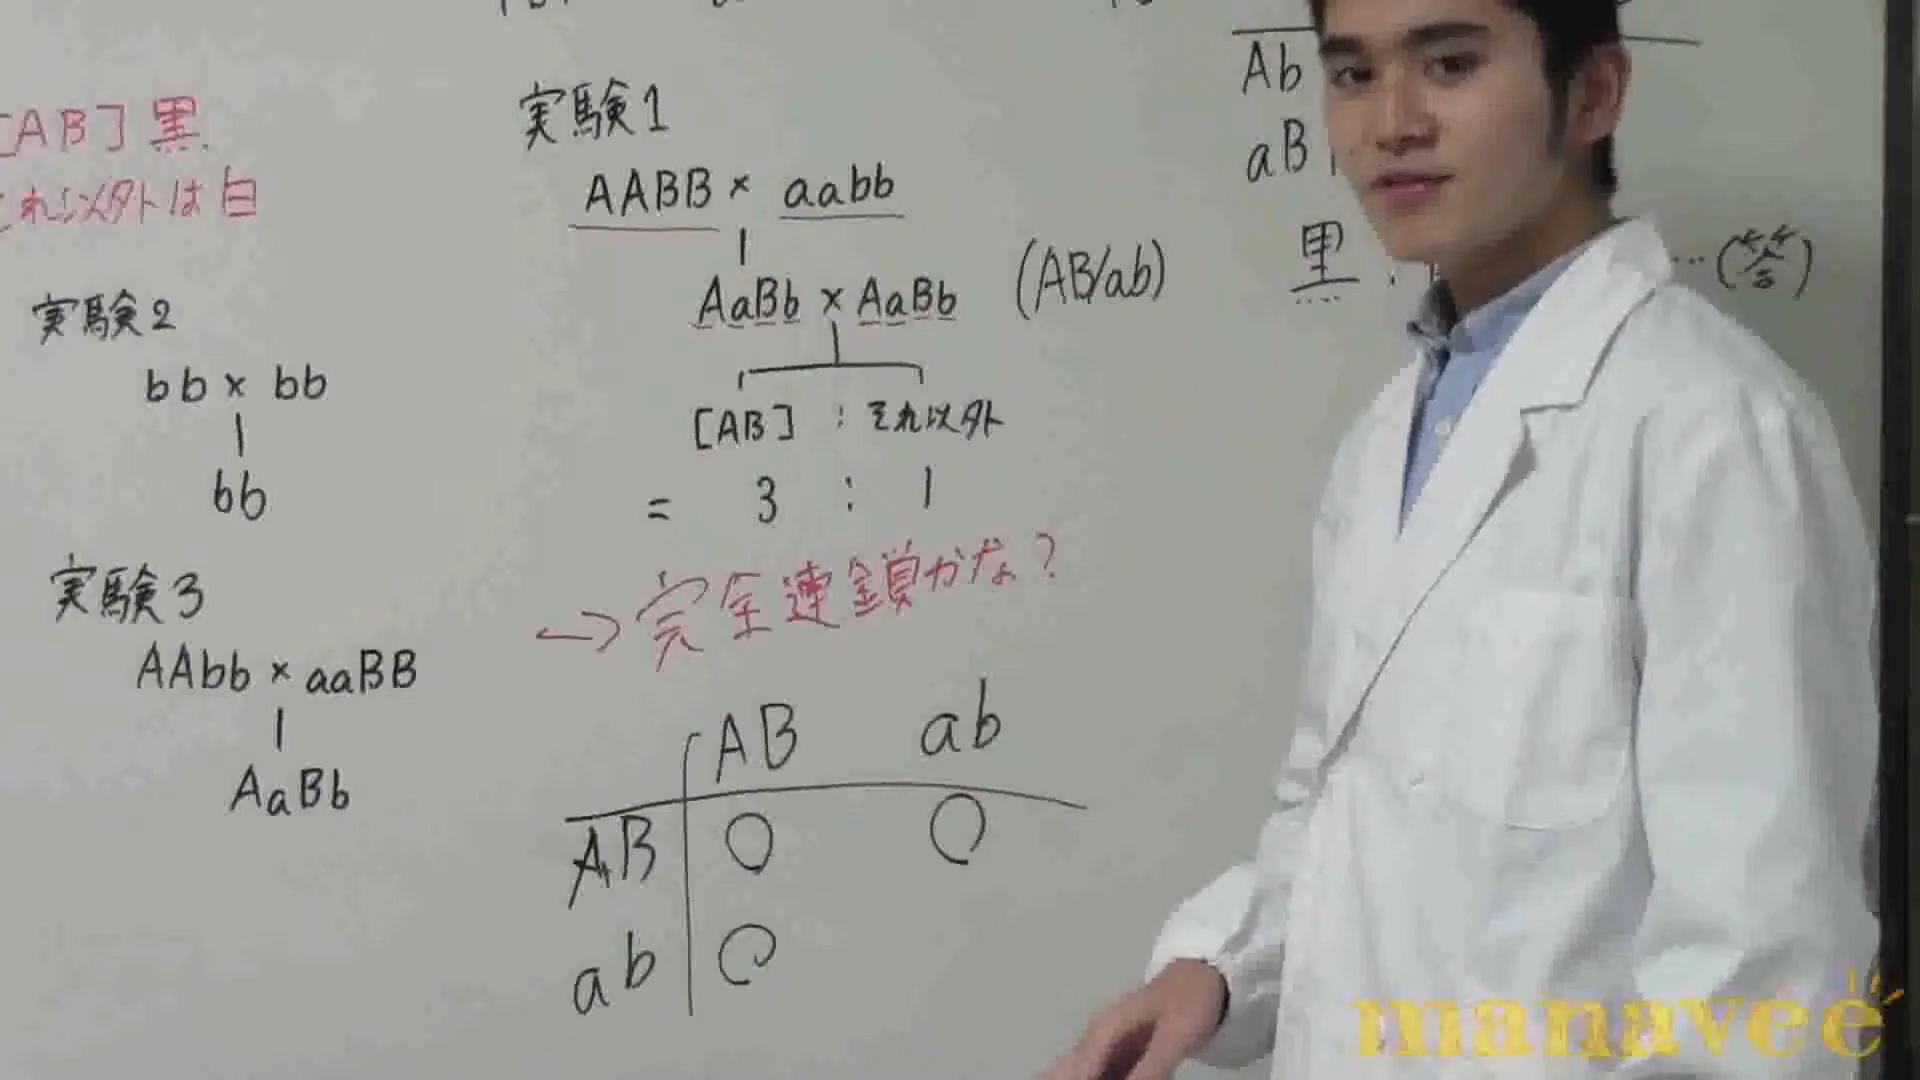 [AB] 黒
それ以外は白
実験2
bb × bb
bb
実験3
AAbb × aaBB
AaBb
実験1
AABB × aabb
AaBb × AaBb (AB/ab)
[AB] : それ以外
= 3 : 1
→完全連鎖かな?
AB ab
AB ○ ○
ab ○
Ab
aB
黒 : …(答)
manavee